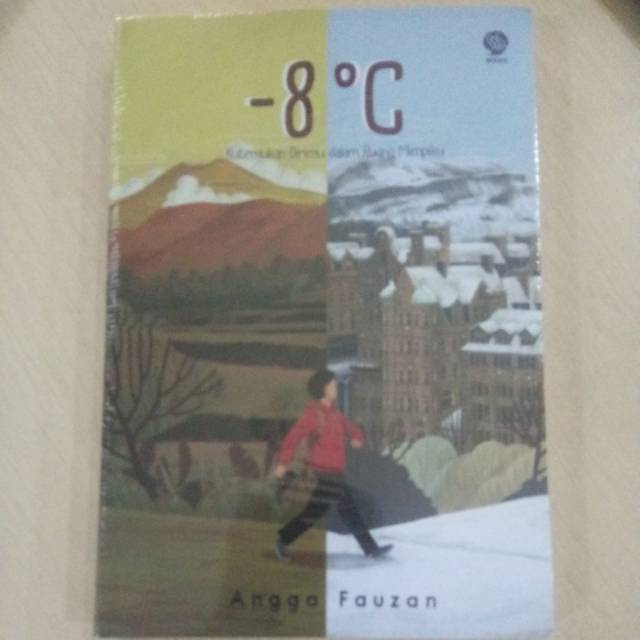 -8 °C
Kutemukan Dirimu dalam Ruang Mimpiku
Angga Fauzan